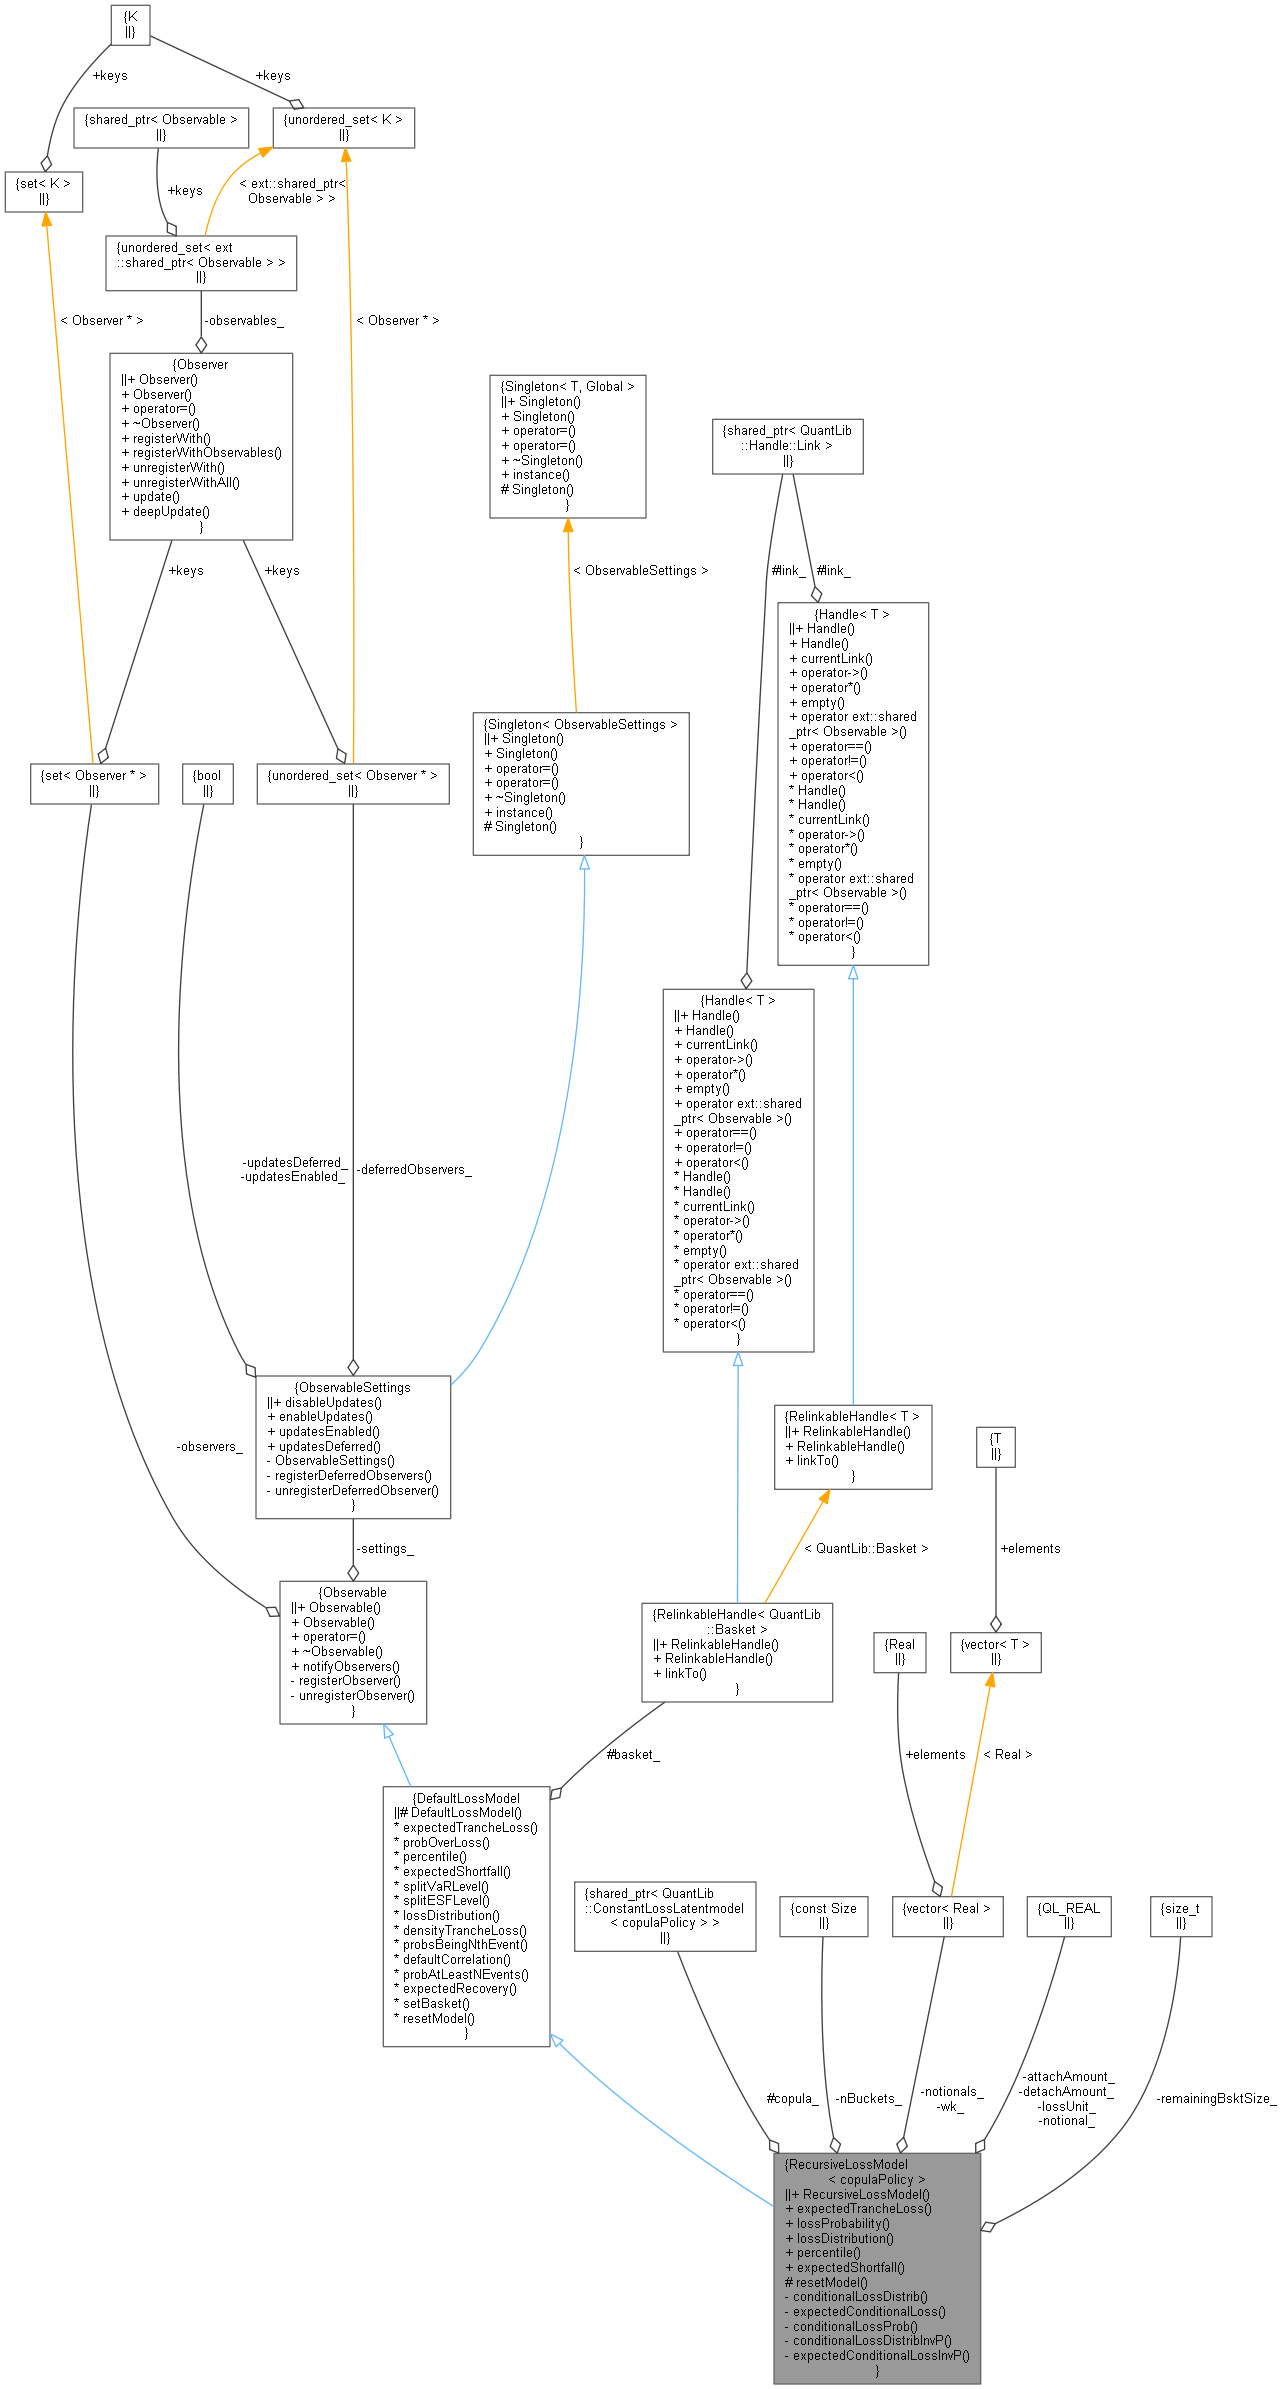 {K
||}
+keys
+keys
{shared_ptr< Observable >
||}
{unordered_set< K >
||}
{set< K >
||}
+keys
< ext::shared_ptr<
Observable > >
{unordered_set< ext
::shared_ptr< Observable > >
||}
< Observer * >
-observables_
< Observer * >
{Observer
||+ Observer()
+ Observer()
+ operator=()
+ ~Observer()
+ registerWith()
+ registerWithObservables()
+ unregisterWith()
+ unregisterWithAll()
+ update()
+ deepUpdate()
}
{Singleton< T, Global >
||+ Singleton()
+ Singleton()
+ operator=()
+ operator=()
+ ~Singleton()
+ instance()
# Singleton()
}
{shared_ptr< QuantLib
::Handle::Link >
||}
+keys
+keys
< ObservableSettings >
#link_
#link_
{Handle< T >
||+ Handle()
+ Handle()
+ currentLink()
+ operator->()
+ operator*()
+ empty()
+ operator ext::shared
_ptr< Observable >()
+ operator==()
+ operator!=()
+ operator<()
* Handle()
* Handle()
* currentLink()
* operator->()
* operator*()
* empty()
* operator ext::shared
_ptr< Observable >()
* operator==()
* operator!=()
* operator<()
}
{Singleton< ObservableSettings >
||+ Singleton()
+ Singleton()
+ operator=()
+ operator=()
+ ~Singleton()
+ instance()
# Singleton()
}
{set< Observer * >
||}
{bool
||}
{unordered_set< Observer * >
||}
{Handle< T >
||+ Handle()
+ Handle()
+ currentLink()
+ operator->()
+ operator*()
+ empty()
+ operator ext::shared
_ptr< Observable >()
+ operator==()
+ operator!=()
+ operator<()
* Handle()
* Handle()
* currentLink()
* operator->()
* operator*()
* empty()
* operator ext::shared
_ptr< Observable >()
* operator==()
* operator!=()
* operator<()
}
-updatesDeferred_
-updatesEnabled_
-deferredObservers_
{ObservableSettings
||+ disableUpdates()
+ enableUpdates()
+ updatesEnabled()
+ updatesDeferred()
- ObservableSettings()
- registerDeferredObservers()
- unregisterDeferredObserver()
}
-observers_
{RelinkableHandle< T >
||+ RelinkableHandle()
+ RelinkableHandle()
+ linkTo()
}
{T
||}
-settings_
< QuantLib::Basket >
+elements
{Observable
||+ Observable()
+ Observable()
+ operator=()
+ ~Observable()
+ notifyObservers()
- registerObserver()
- unregisterObserver()
}
{RelinkableHandle< QuantLib
::Basket >
||+ RelinkableHandle()
+ RelinkableHandle()
+ linkTo()
}
{Real
||}
{vector< T >
||}
#basket_
+elements
< Real >
{DefaultLossModel
||# DefaultLossModel()
* expectedTrancheLoss()
* probOverLoss()
* percentile()
* expectedShortfall()
* splitVaRLevel()
* splitESFLevel()
* lossDistribution()
* densityTrancheLoss()
* probsBeingNthEvent()
* defaultCorrelation()
* probAtLeastNEvents()
* expectedRecovery()
* setBasket()
* resetModel()
}
{shared_ptr< QuantLib
::ConstantLossLatentmodel
< copulaPolicy > >
||}
{const Size
||}
{vector< Real >
||}
{QL_REAL
||}
{size_t
||}
#copula_
-nBuckets_
-notionals_
-wk_
-attachAmount_
-detachAmount_
-lossUnit_
-notional_
-remainingBsktSize_
{RecursiveLossModel
< copulaPolicy >
||+ RecursiveLossModel()
+ expectedTrancheLoss()
+ lossProbability()
+ lossDistribution()
+ percentile()
+ expectedShortfall()
# resetModel()
- conditionalLossDistrib()
- expectedConditionalLoss()
- conditionalLossProb()
- conditionalLossDistribInvP()
- expectedConditionalLossInvP()
}